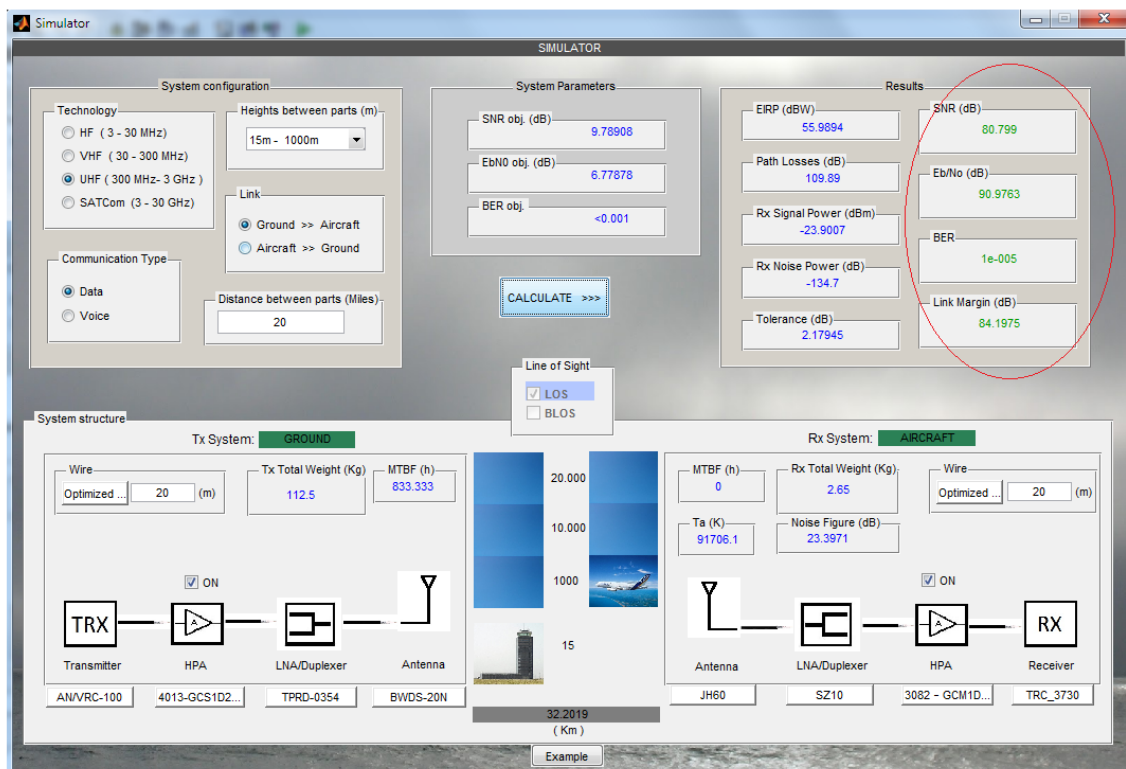 Simulator
SIMULATOR
System configuration
Technology
HF ( 3 - 30 MHz)
VHF ( 30 - 300 MHz)
UHF ( 300 MHz- 3 GHz )
SATCom (3 - 30 GHz)
Heights between parts (m)
15m - 1000m
Link
Ground >> Aircraft
Aircraft >> Ground
Communication Type
Data
Voice
Distance between parts (Miles)
20
System Parameters
SNR obj. (dB)
9.78908
EbN0 obj. (dB)
6.77878
BER obj.
<0.001
CALCULATE >>>
Results
EIRP (dBW)
55.9894
Path Losses (dB)
109.89
Rx Signal Power (dBm)
-23.9007
Rx Noise Power (dB)
-134.7
Tolerance (dB)
2.17945
SNR (dB)
80.799
Eb/No (dB)
90.9763
BER
1e-005
Link Margin (dB)
84.1975
Line of Sight
LOS
BLOS
System structure
Tx System: GROUND
Wire
Optimized ... 20 (m)
Tx Total Weight (Kg)
112.5
MTBF (h)
833.333
ON
TRX
A
Transmitter HPA LNA/Duplexer Antenna
AN/VRC-100 4013-GCS1D2... TPRD-0354 BWDS-20N
20.000
10.000
1000
15
32.2019
( Km )
Rx System: AIRCRAFT
MTBF (h)
0
Rx Total Weight (Kg)
2.65
Wire
Optimized ... 20 (m)
Ta (K)
91706.1
Noise Figure (dB)
23.3971
ON
A
RX
Antenna LNA/Duplexer HPA Receiver
JH60 SZ10 3082 - GCM1D... TRC_3730
Example